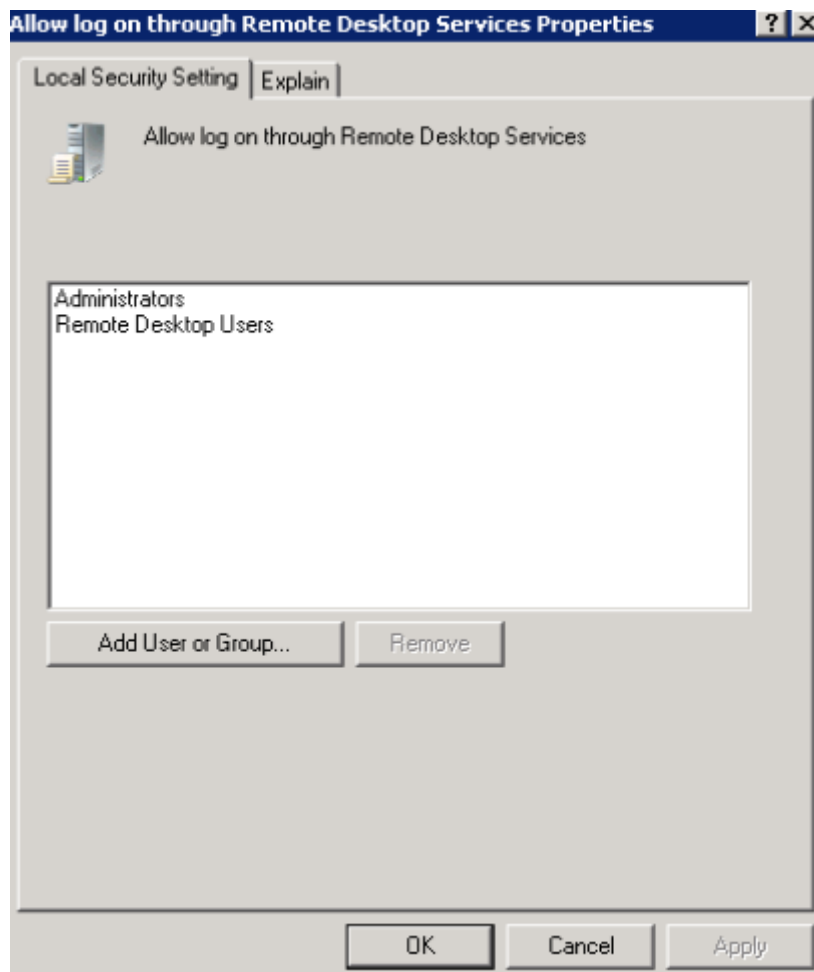 Allow log on through Remote Desktop Services Properties
Local Security Setting
Explain
Allow log on through Remote Desktop Services
Administrators
Remote Desktop Users
Add User or Group...
Remove
OK
Cancel
Apply